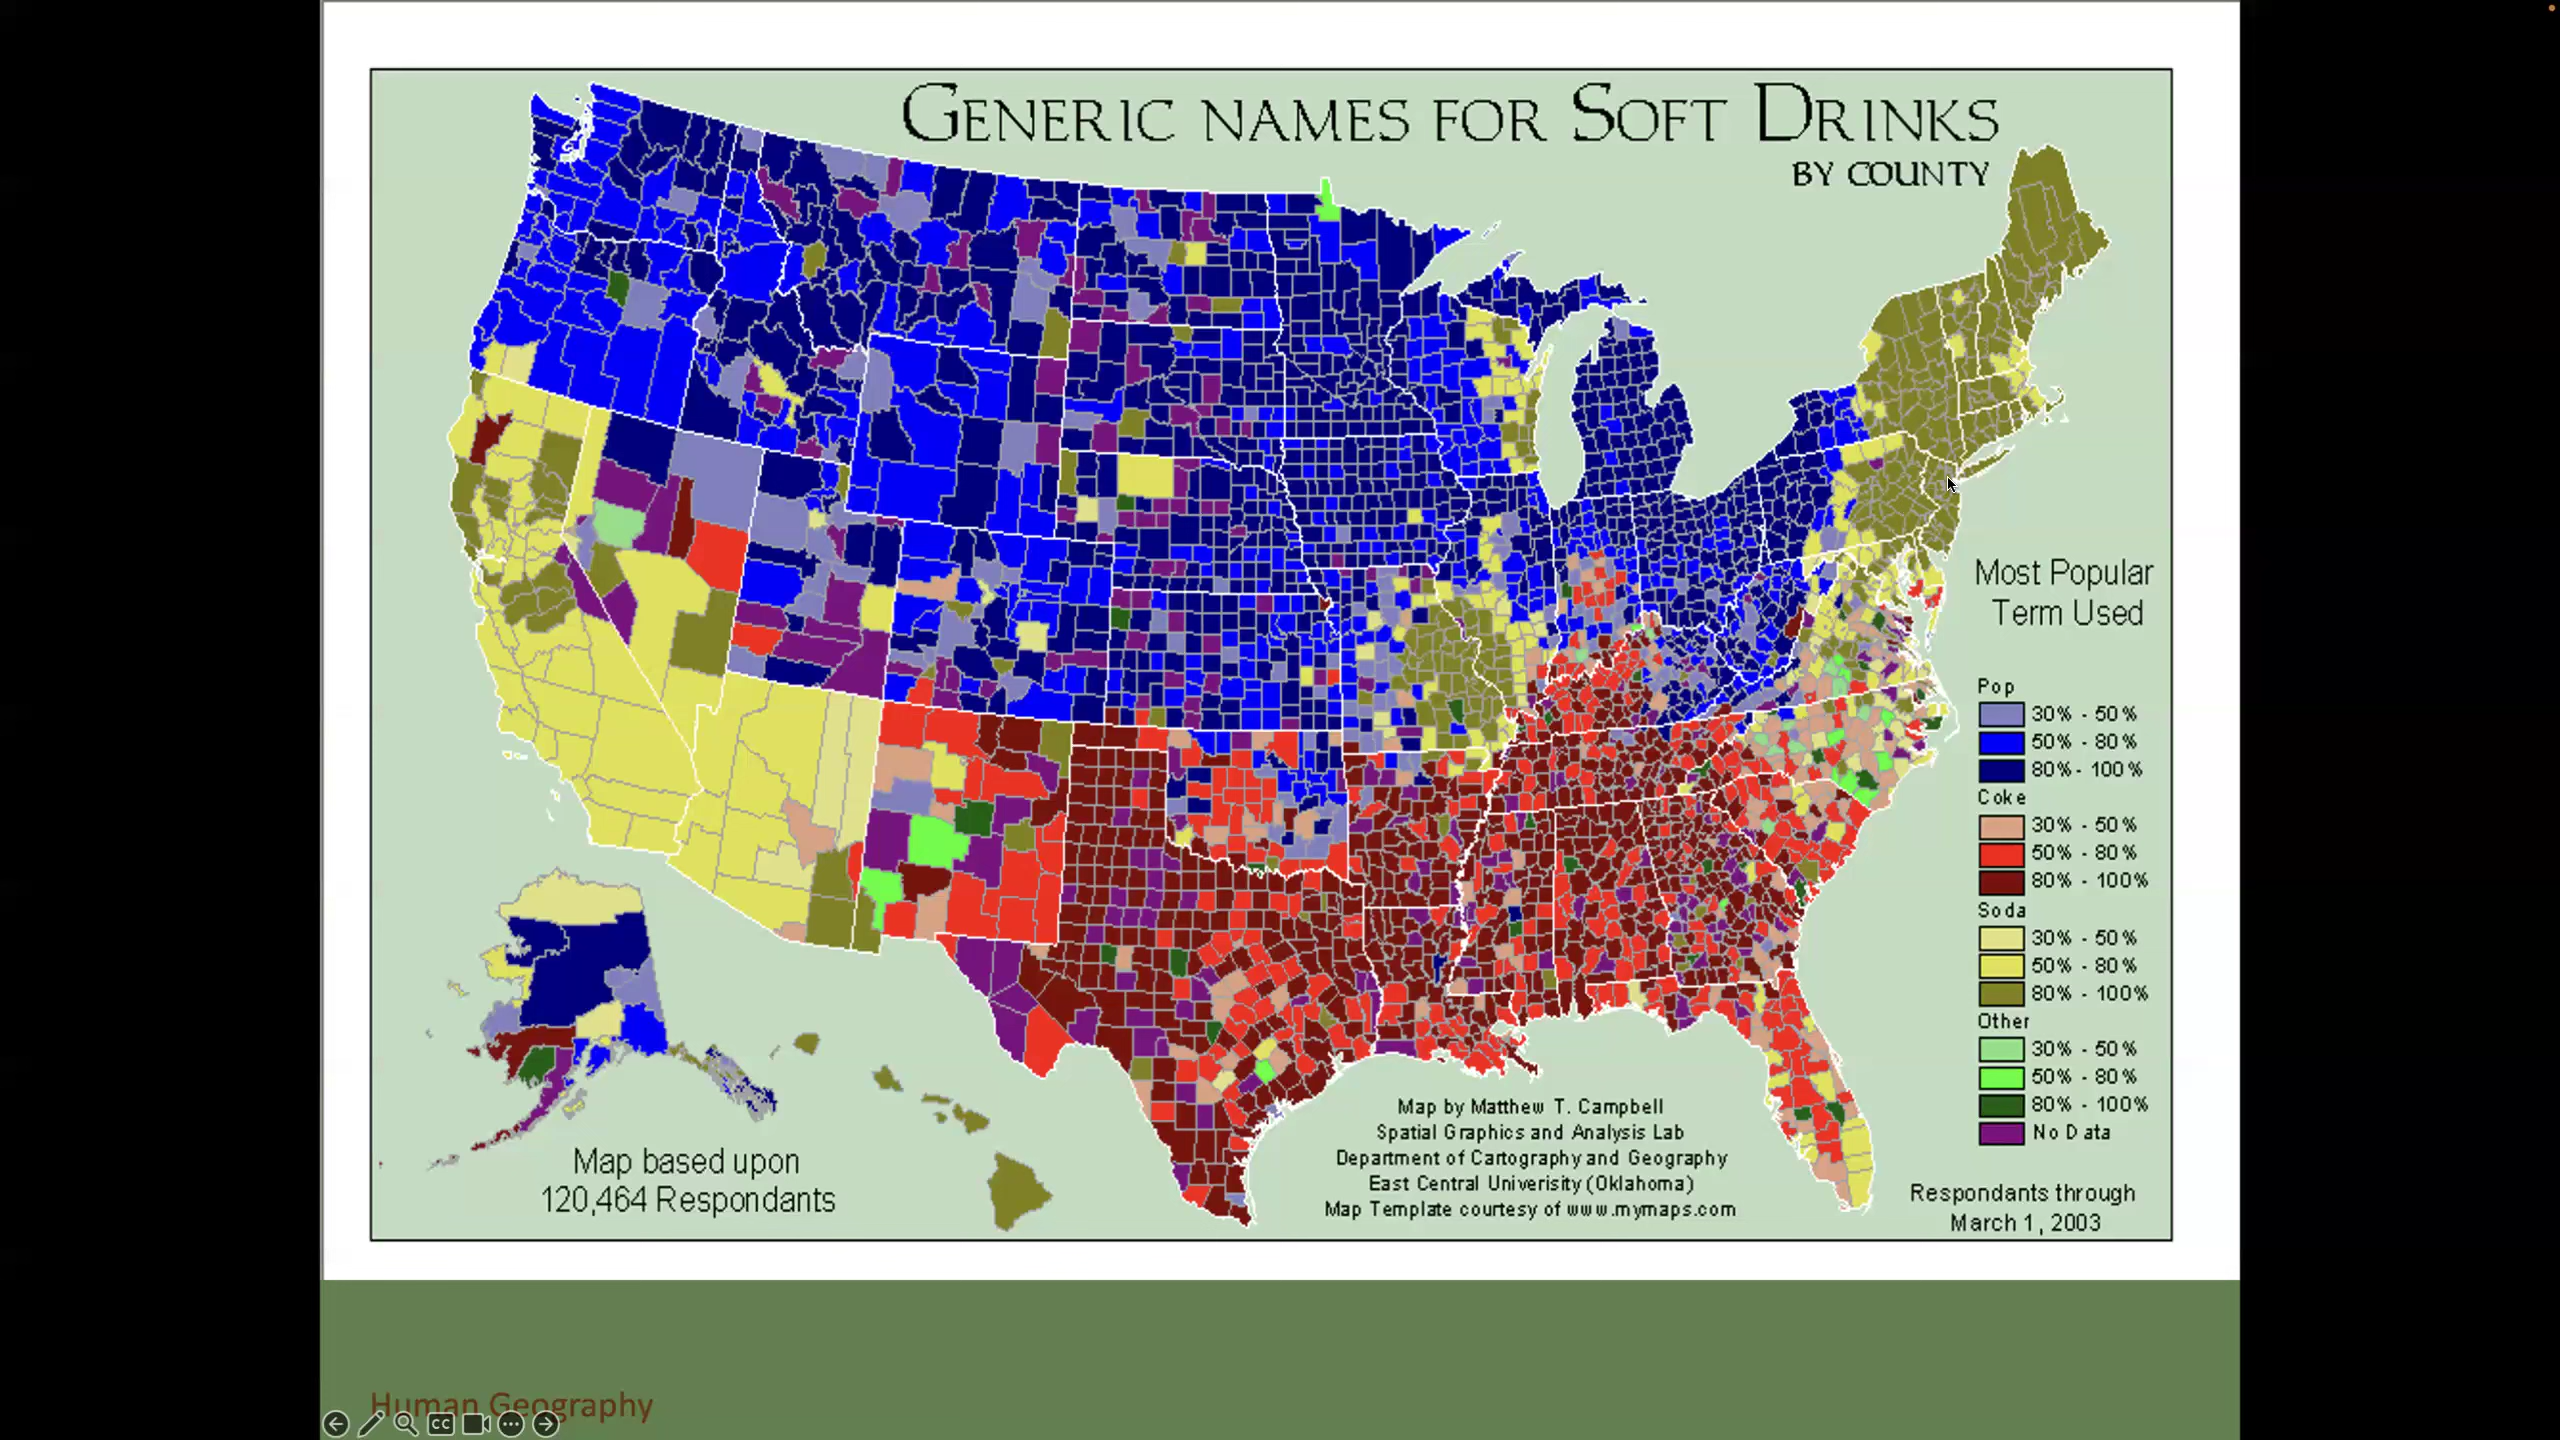 GENERIC NAMES FOR SOFT DRINKS
BY COUNTY
Most Popular
Term Used
Pop
30% - 50%
50% - 80%
80% - 100%
Coke
30% - 50%
50% - 80%
80% - 100%
Soda
30% - 50%
50% - 80%
80% - 100%
Other
30% - 50%
50% - 80%
80% - 100%
No Data
Map by Matthew T. Campbell
Spatial Graphics and Analysis Lab
Department of Cartography and Geography
East Central Univerisity (Oklahoma)
Map Template courtesy of www.mymaps.com
Map based upon
120,464 Respondants
Respondants through
March 1, 2003
Human Geography
CC